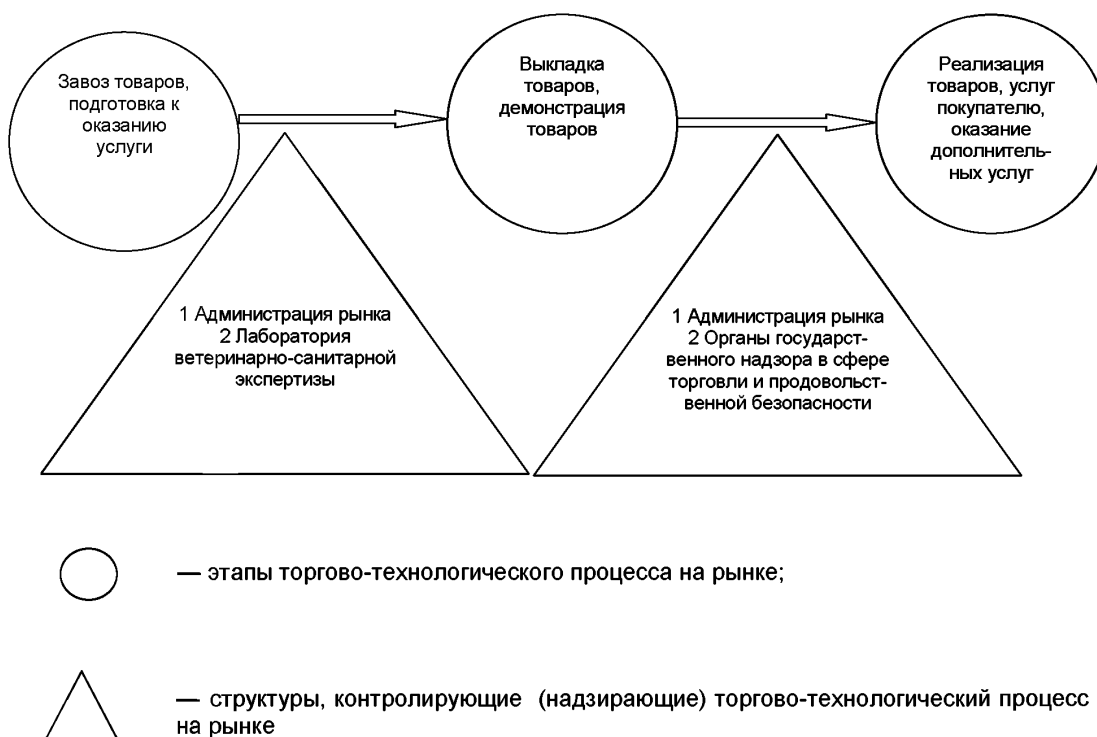 Завоз товаров,
подготовка к
оказанию
услуги
Выкладка
товаров,
демонстрация
товаров
Реализация
товаров, услуг
покупателю,
оказание
дополнитель-
ных услуг
1 Администрация рынка
2 Лаборатория
ветеринарно-санитарной
экспертизы
1 Администрация рынка
2 Органы государст-
венного надзора в сфере
торговли и продовольст-
венной безопасности
— этапы торгово-технологического процесса на рынке;
— структуры, контролирующие (надзирающие) торгово-технологический процесс
на рынке